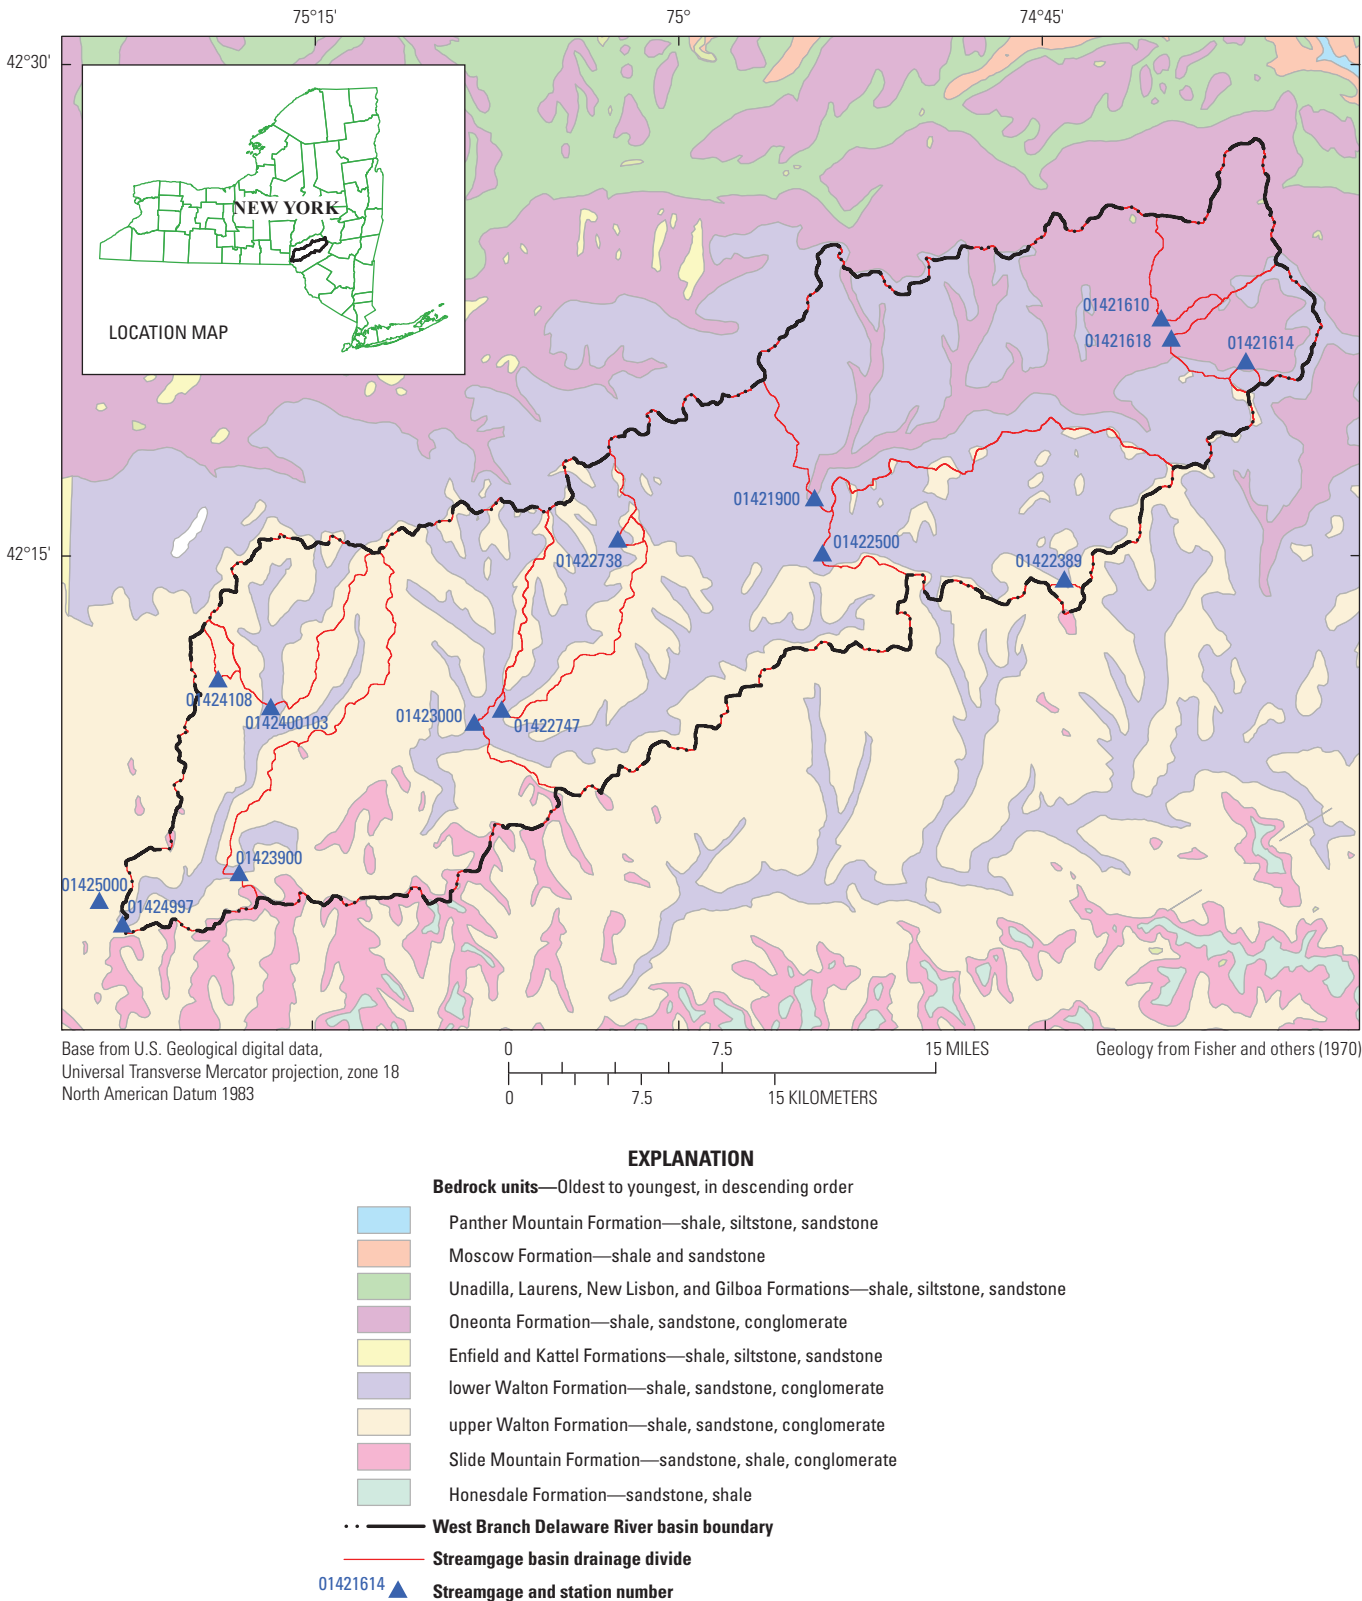 75°15'
75°
74°45'
42°30'
NEW YORK
LOCATION MAP
01421610
01421618
01421614
01421900
01422500
42°15'
01422738
01422389
01424108
0142400103
01423000
01422747
01423900
01425000
01424997
Base from U.S. Geological digital data,
Universal Transverse Mercator projection, zone 18
North American Datum 1983
0 7.5 15 MILES
0 7.5 15 KILOMETERS
Geology from Fisher and others (1970)
EXPLANATION
Bedrock units—Oldest to youngest, in descending order
Panther Mountain Formation—shale, siltstone, sandstone
Moscow Formation—shale and sandstone
Unadilla, Laurens, New Lisbon, and Gilboa Formations—shale, siltstone, sandstone
Oneonta Formation—shale, sandstone, conglomerate
Enfield and Kattel Formations—shale, siltstone, sandstone
lower Walton Formation—shale, sandstone, conglomerate
upper Walton Formation—shale, sandstone, conglomerate
Slide Mountain Formation—sandstone, shale, conglomerate
Honesdale Formation—sandstone, shale
West Branch Delaware River basin boundary
Streamgage basin drainage divide
01421614 Streamgage and station number